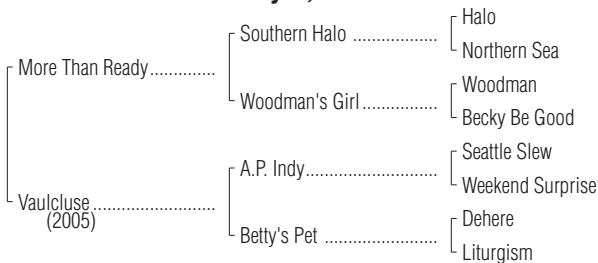 Halo
Southern Halo ..................
Northern Sea
More Than Ready..............
Woodman
Woodman's Girl................
Becky Be Good
Seattle Slew
A.P. Indy............................
Weekend Surprise
Vaulcluse ..........................
(2005)
Dehere
Betty's Pet ........................
Liturgism